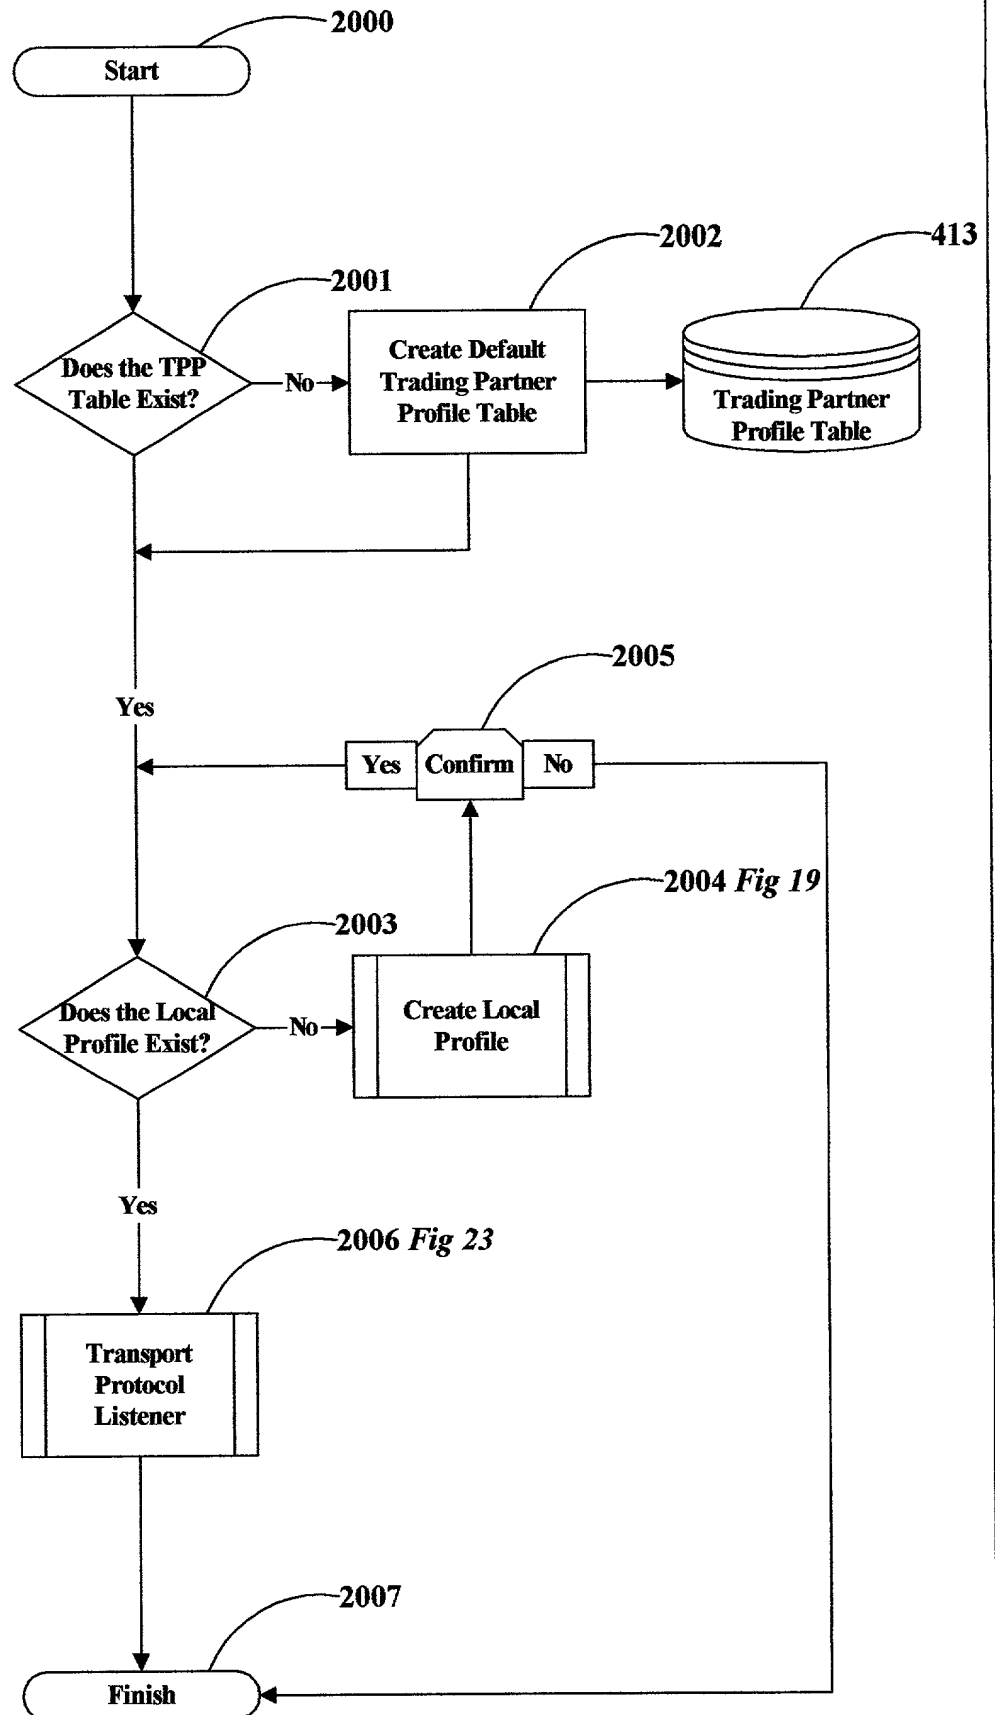 2000
Start
2001
2002
413
Does the TPP
Table Exist?
No
Create Default
Trading Partner
Profile Table
Trading Partner
Profile Table
Yes
2005
Yes
Confirm
No
2004 Fig 19
2003
Does the Local
Profile Exist?
No
Create Local
Profile
Yes
2006 Fig 23
Transport
Protocol
Listener
2007
Finish